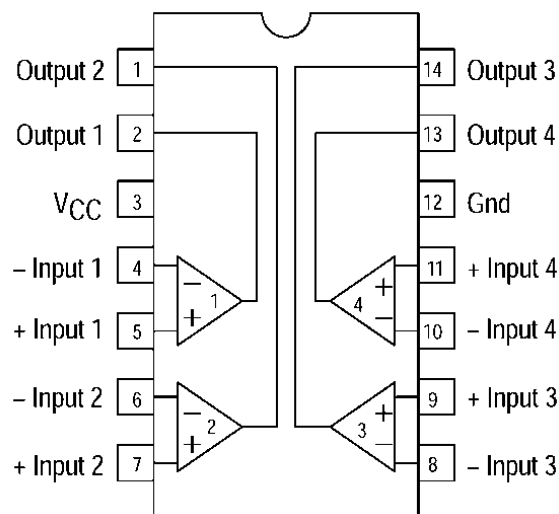 Output 2 1
Output 1 2
VCC 3
– Input 1 4
+ Input 1 5
– Input 2 6
+ Input 2 7
14 Output 3
13 Output 4
12 Gnd
11 + Input 4
10 – Input 4
9 + Input 3
8 – Input 3
– + 1
– + 2
+ – 4
+ – 3